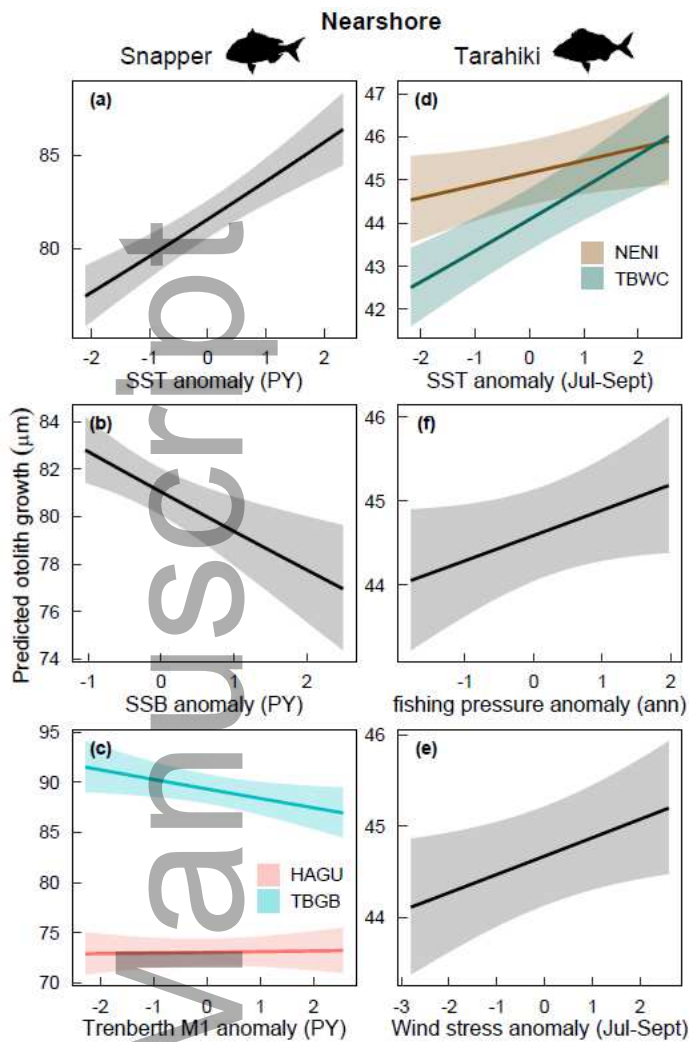 Nearshore
Snapper
Tarahiki
(a)
85
80
-2 -1 0 1 2
SST anomaly (PY)
(d)
47
46
45
44
43
42
NENI
TBWC
-2 -1 0 1 2
SST anomaly (Jul-Sept)
Predicted otolith growth (μm)
(b)
84
82
80
78
76
74
-1 0 1 2
SSB anomaly (PY)
(f)
46
45
44
-1 0 1 2
fishing pressure anomaly (ann)
(c)
95
90
85
80
75
70
HAGU
TBGB
-2 -1 0 1 2
Trenberth M1 anomaly (PY)
(e)
46
45
44
-3 -2 -1 0 1 2
Wind stress anomaly (Jul-Sept)
Manuscript